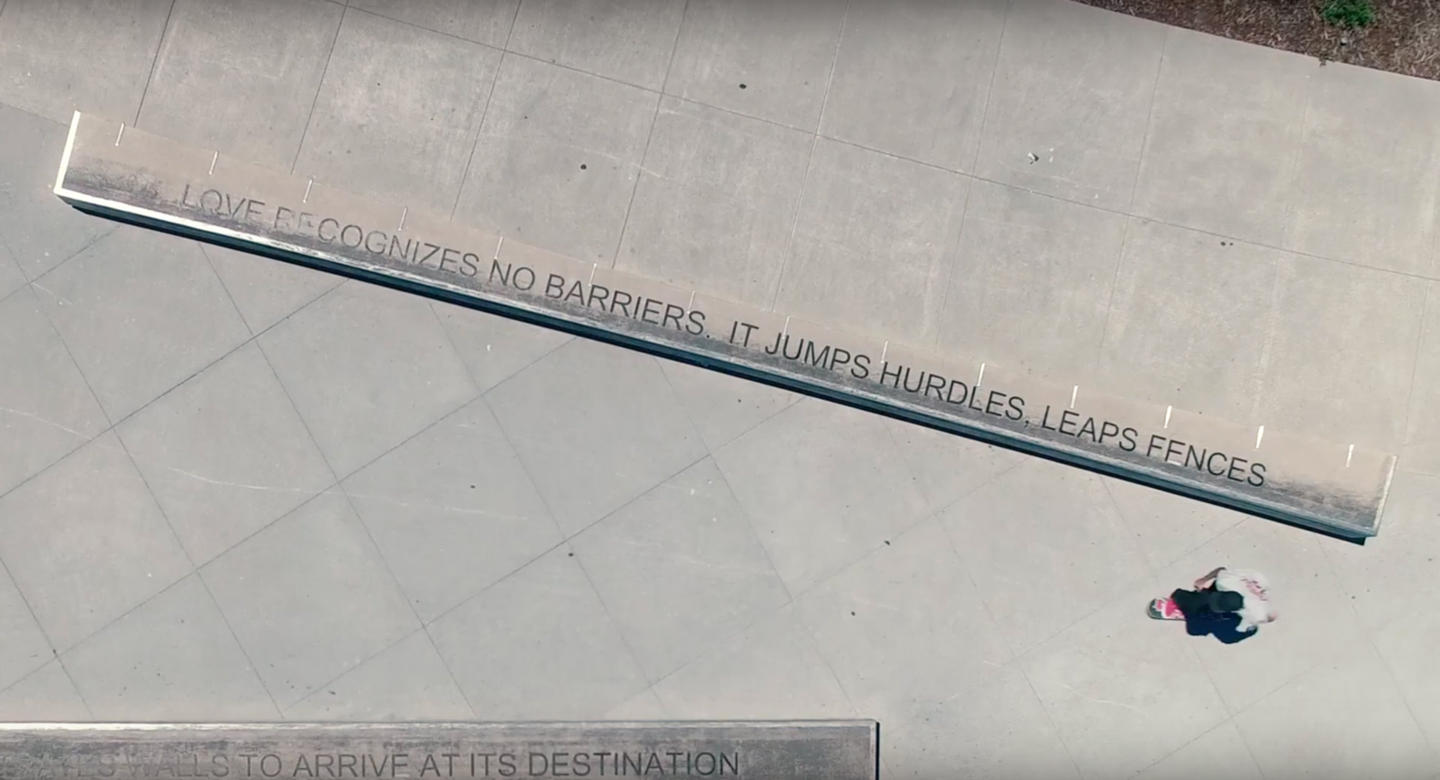 LOVE RECOGNIZES NO BARRIERS. IT JUMPS HURDLES, LEAPS FENCES
WALLS TO ARRIVE AT ITS DESTINATION